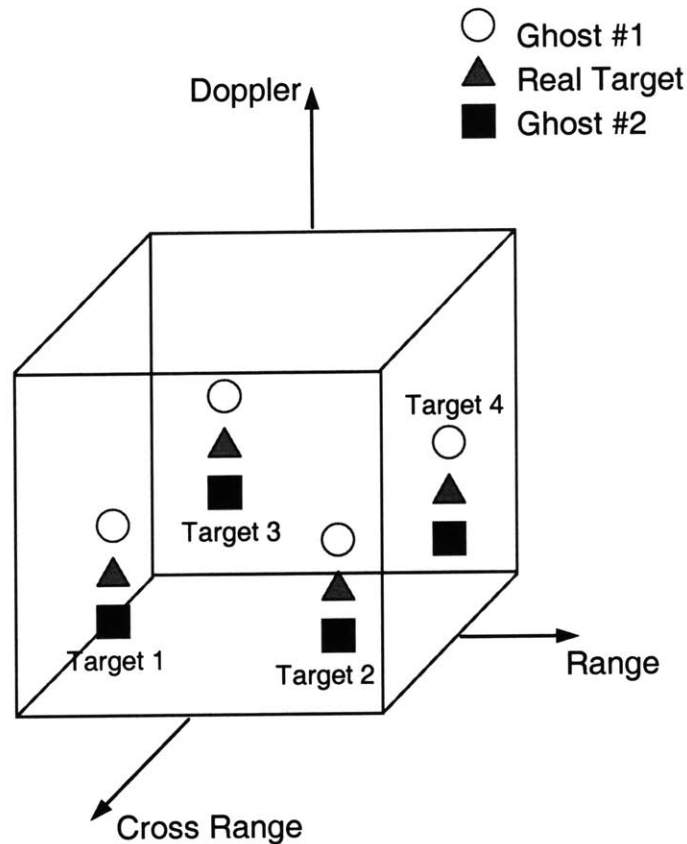 Ghost #1
Real Target
Ghost #2
Doppler
Target 4
Target 3
Target 1
Target 2
Range
Cross Range